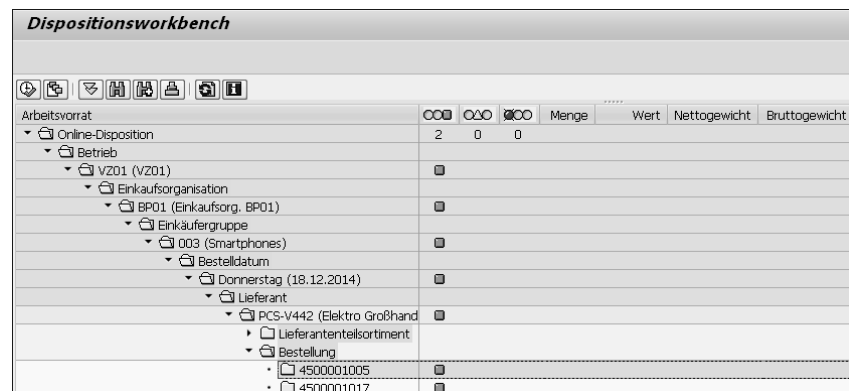 Dispositionsworkbench
Arbeitsvorrat Menge Wert Nettogewicht Bruttogewicht
Online-Disposition 2 0 0
Betrieb
VZ01 (VZ01)
Einkaufsorganisation
BP01 (Einkaufsorg. BP01)
Einkäufergruppe
003 (Smartphones)
Bestelldatum
Donnerstag (18.12.2014)
Lieferant
PCS-V442 (Elektro Großhand
Lieferantenteilsortiment
Bestellung
4500001005
4500001017